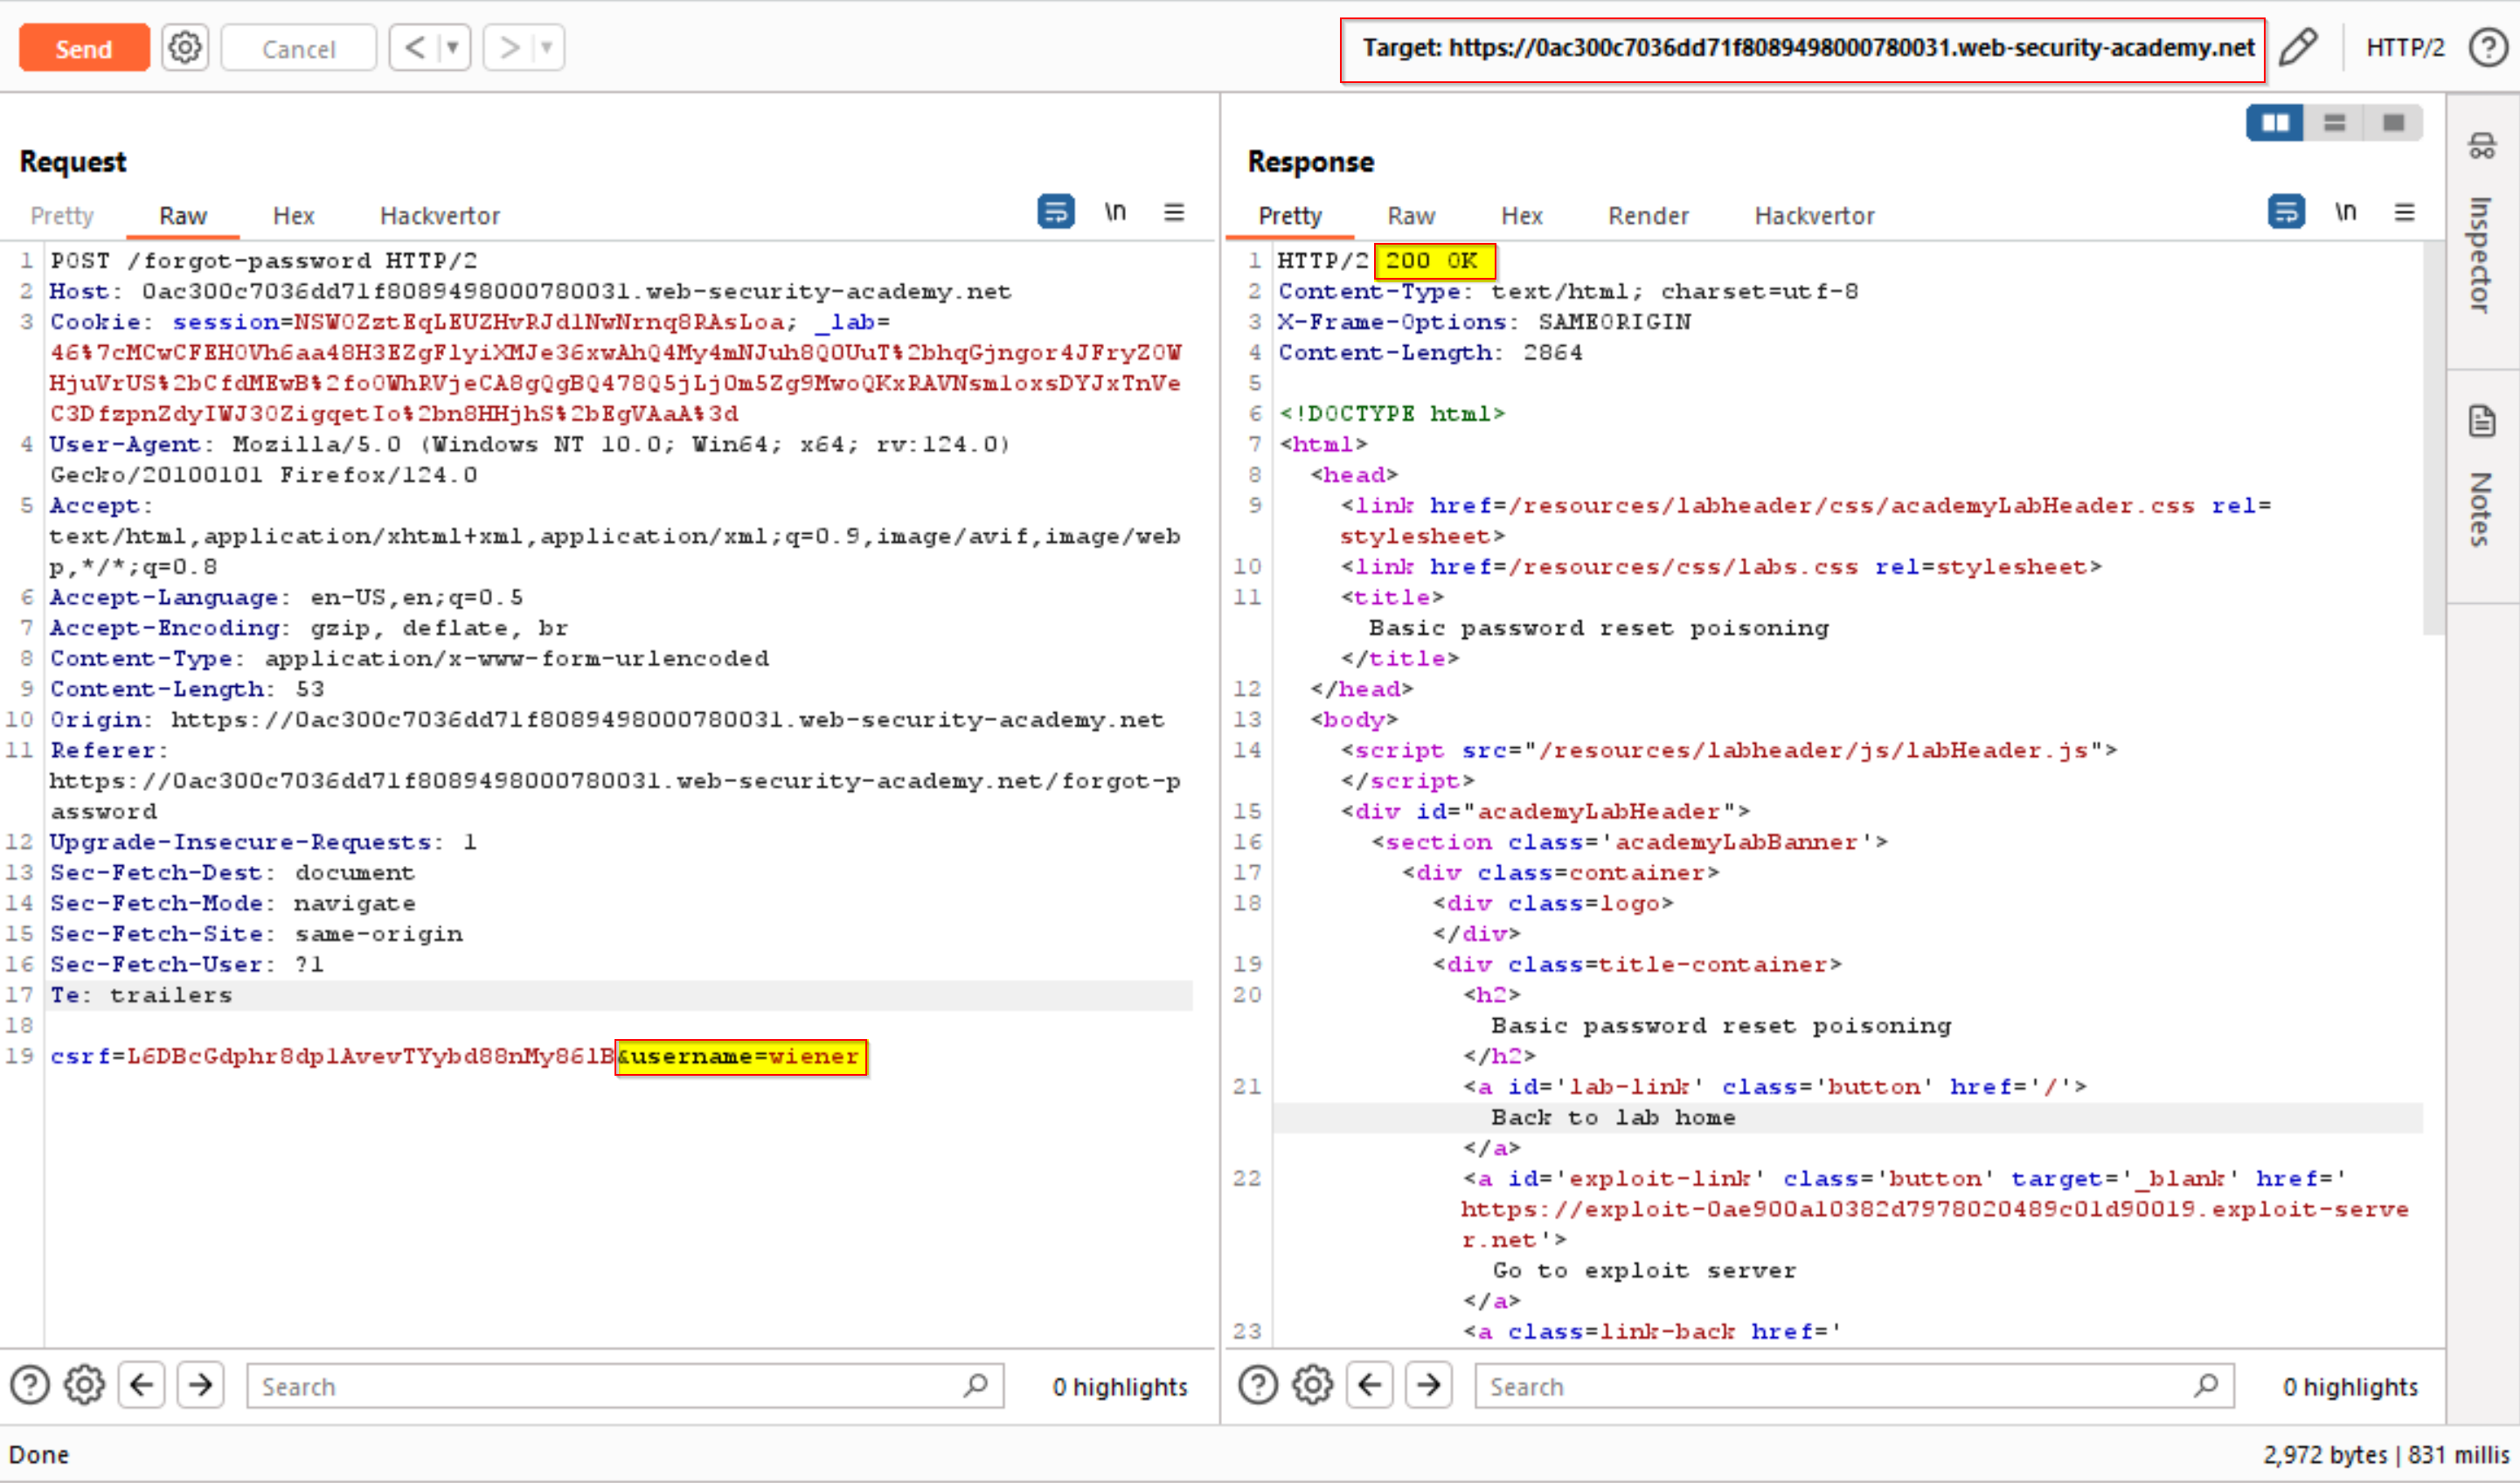 Send
Cancel
Target: https://0ac300c7036dd71f8089498000780031.web-security-academy.net
HTTP/2
Request
Pretty
Raw
Hex
Hackvertor
\n
1 POST /forgot-password HTTP/2
2 Host: 0ac300c7036dd71f8089498000780031.web-security-academy.net
3 Cookie: session=NSW0ZztEqLEUZHvRJdlNwNrnq8RAsLoa; _lab=
46%7cMCwCFEH0Vh6aa48H3EZgFlyiXMJe36xwAhQ4My4mNJuh8Q0UuT%2bhqGjngor4JFryZ0W
HjuVrUS%2bCfdMEwB%2fo0WhRVjeCA8gQgBQ478Q5jLj0m5Zg9MwoQKxRAVNsmloxsDYJxTnVe
C3DfzpnZdyIWJ30ZigqetIo%2bn8HHjhS%2bEgVAaA%3d
4 User-Agent: Mozilla/5.0 (Windows NT 10.0; Win64; x64; rv:124.0)
Gecko/20100101 Firefox/124.0
5 Accept:
text/html,application/xhtml+xml,application/xml;q=0.9,image/avif,image/web
p,*/*;q=0.8
6 Accept-Language: en-US,en;q=0.5
7 Accept-Encoding: gzip, deflate, br
8 Content-Type: application/x-www-form-urlencoded
9 Content-Length: 53
10 Origin: https://0ac300c7036dd71f8089498000780031.web-security-academy.net
11 Referer:
https://0ac300c7036dd71f8089498000780031.web-security-academy.net/forgot-p
assword
12 Upgrade-Insecure-Requests: 1
13 Sec-Fetch-Dest: document
14 Sec-Fetch-Mode: navigate
15 Sec-Fetch-Site: same-origin
16 Sec-Fetch-User: ?1
17 Te: trailers
18
19 csrf=L6DBcGdphr8dplAvevTYybd88nMy86lB&username=wiener
Search
0 highlights
Response
Pretty
Raw
Hex
Render
Hackvertor
\n
1 HTTP/2 200 OK
2 Content-Type: text/html; charset=utf-8
3 X-Frame-Options: SAMEORIGIN
4 Content-Length: 2864
5
6 <!DOCTYPE html>
7 <html>
8 <head>
9 <link href=/resources/labheader/css/academyLabHeader.css rel=
stylesheet>
10 <link href=/resources/css/labs.css rel=stylesheet>
11 <title>
Basic password reset poisoning
</title>
12 </head>
13 <body>
14 <script src="/resources/labheader/js/labHeader.js">
</script>
15 <div id="academyLabHeader">
16 <section class='academyLabBanner'>
17 <div class=container>
18 <div class=logo>
</div>
19 <div class=title-container>
20 <h2>
Basic password reset poisoning
</h2>
21 <a id='lab-link' class='button' href='/'>
Back to lab home
</a>
22 <a id='exploit-link' class='button' target='_blank' href='
https://exploit-0ae900a10382d7978020489c01d90019.exploit-serve
r.net'>
Go to exploit server
</a>
23 <a class=link-back href='
Search
0 highlights
Inspector
Notes
Done
2,972 bytes | 831 millis